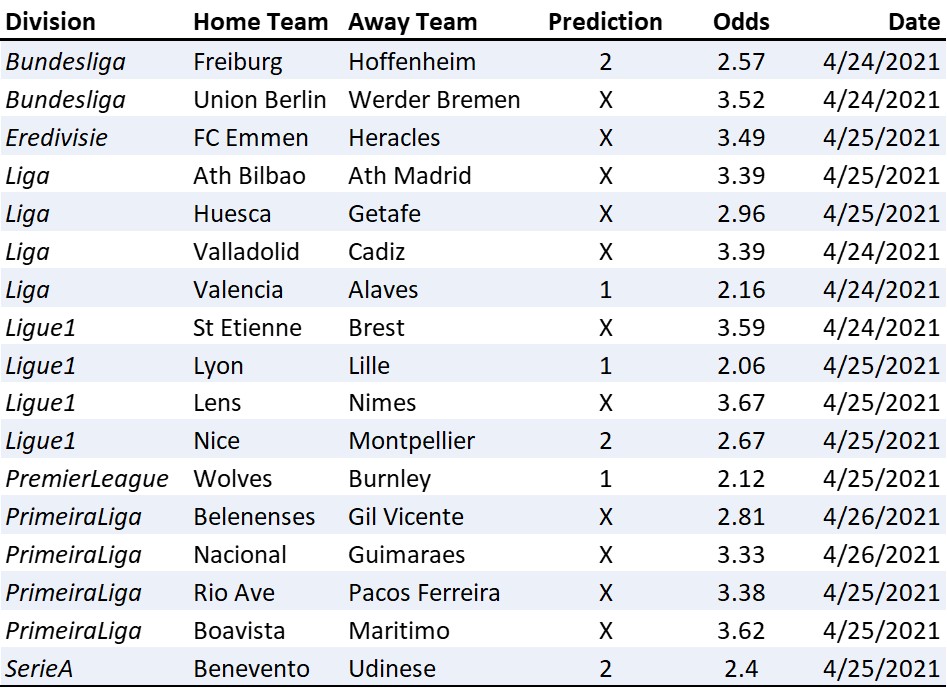 Division Home Team Away Team Prediction Odds Date
Bundesliga Freiburg Hoffenheim 2 2.57 4/24/2021
Bundesliga Union Berlin Werder Bremen X 3.52 4/24/2021
Eredivisie FC Emmen Heracles X 3.49 4/25/2021
Liga Ath Bilbao Ath Madrid X 3.39 4/25/2021
Liga Huesca Getafe X 2.96 4/25/2021
Liga Valladolid Cadiz X 3.39 4/24/2021
Liga Valencia Alaves 1 2.16 4/24/2021
Ligue1 St Etienne Brest X 3.59 4/24/2021
Ligue1 Lyon Lille 1 2.06 4/25/2021
Ligue1 Lens Nimes X 3.67 4/25/2021
Ligue1 Nice Montpellier 2 2.67 4/25/2021
PremierLeague Wolves Burnley 1 2.12 4/25/2021
PrimeiraLiga Belenenses Gil Vicente X 2.81 4/26/2021
PrimeiraLiga Nacional Guimaraes X 3.33 4/26/2021
PrimeiraLiga Rio Ave Pacos Ferreira X 3.38 4/25/2021
PrimeiraLiga Boavista Maritimo X 3.62 4/25/2021
SerieA Benevento Udinese 2 2.4 4/25/2021